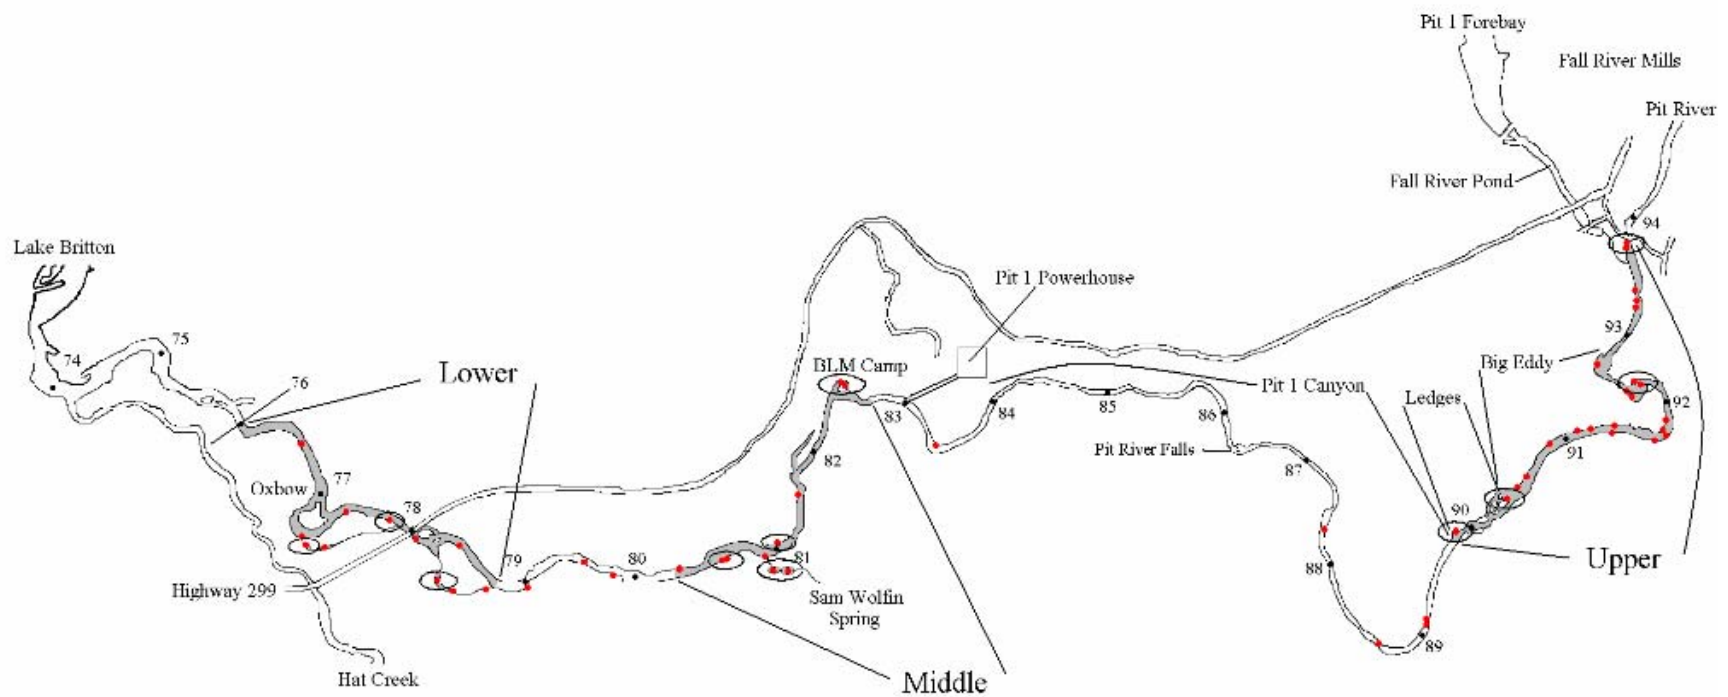 Pit 1 Forebay
Fall River Mills
Pit River
Fall River Pond
94
Lake Britton
Pit 1 Powerhouse
93
75
74
BLM Camp
Big Eddy
Lower
76
Pit 1 Canyon
Ledges
92
83
84
85
86
Pit River Falls
91
82
87
77
Oxbow
78
90
79
80
81
Upper
88
Highway 299
Sam Wolfin
Spring
89
Hat Creek
Middle